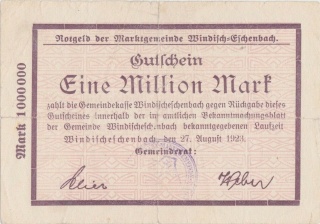 Notgeld der Marktgemeinde Windisch-Eschenbach.
Gutschein
Eine Million Mark
zahlt die Gemeindekasse Windischeschenbach gegen Rückgabe dieses
Gutscheines innerhalb der im amtlichen Bekanntmachungsblatt
der Gemeinde Windischeschenbach bekanntgegebenen Laufzeit
Windischeschenbach, den 27. August 1923.
Gemeinderat:
Mark 1000000